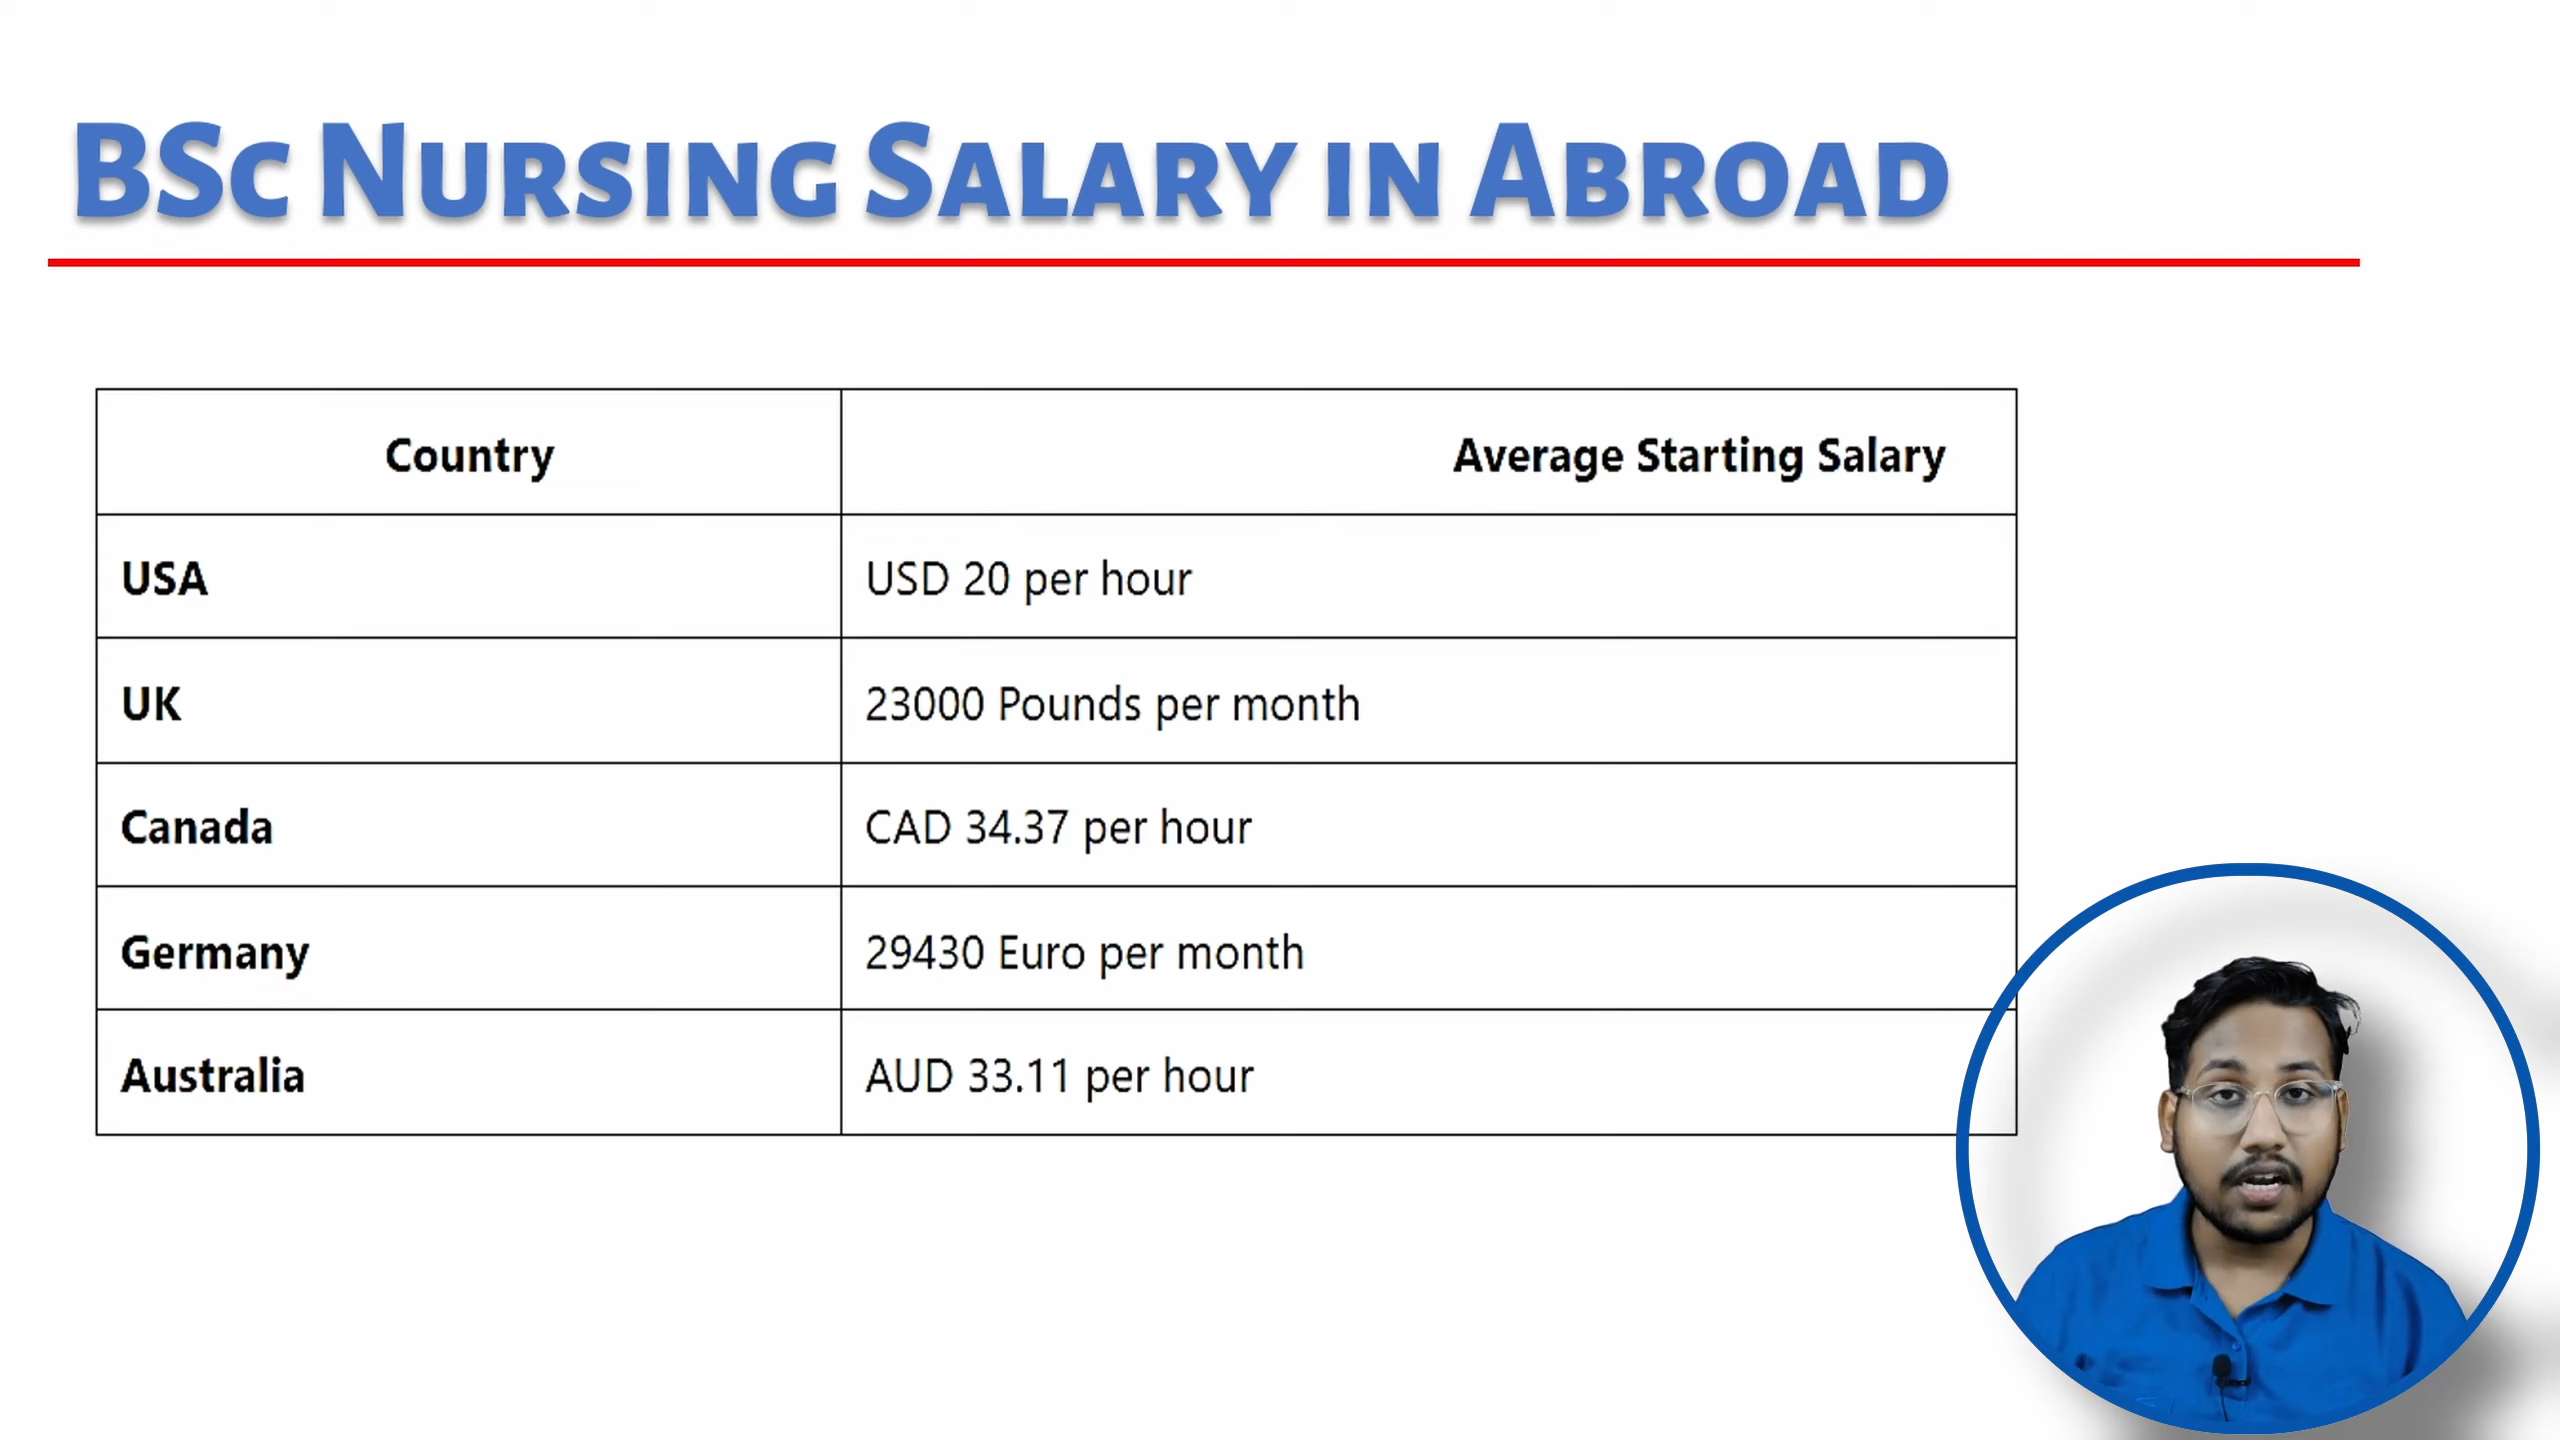 BSc Nursing Salary in Abroad
Country Average Starting Salary
USA USD 20 per hour
UK 23000 Pounds per month
Canada CAD 34.37 per hour
Germany 29430 Euro per month
Australia AUD 33.11 per hour